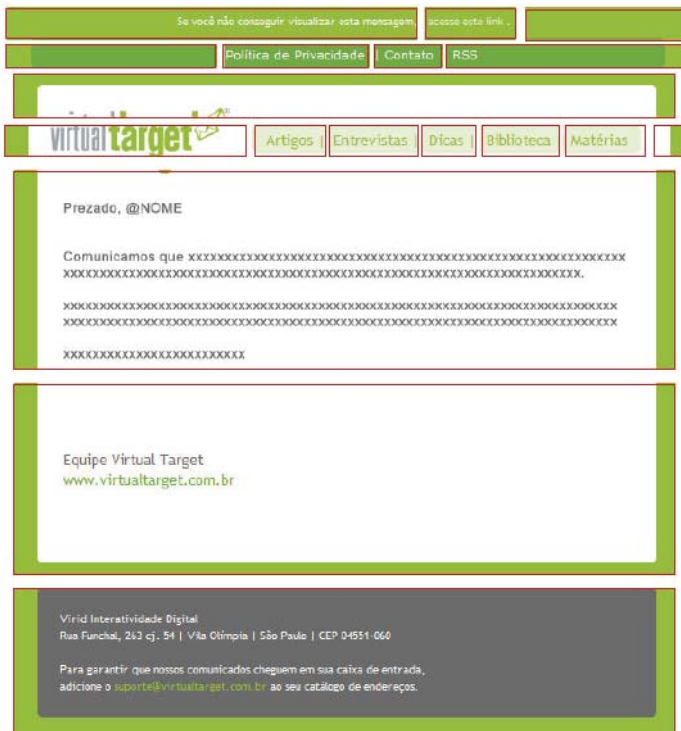 Se você não conseguir visualizar esta mensagem, acesse este link .
Política de Privacidade | Contato | RSS
virtualtarget®
Artigos | Entrevistas | Dicas | Biblioteca | Matérias
Prezado, @NOME
Comunicamos que xxxxxxxxxxxxxxxxxxxxxxxxxxxxxxxxxxxxxxxxxxxxxxxxxxxxxxxxxxxx
xxxxxxxxxxxxxxxxxxxxxxxxxxxxxxxxxxxxxxxxxxxxxxxxxxxxxxxxxxxxxxxxxxxxxxx.
xxxxxxxxxxxxxxxxxxxxxxxxxxxxxxxxxxxxxxxxxxxxxxxxxxxxxxxxxxxxxxxxxxxxxxxxxxxx
xxxxxxxxxxxxxxxxxxxxxxxxxxxxxxxxxxxxxxxxxxxxxxxxxxxxxxxxxxxxxxxxxxxxxxxxxxxx
xxxxxxxxxxxxxxxxxxxxxxxxx
Equipe Virtual Target
www.virtualtarget.com.br
Virid Interatividade Digital
Rua Funchal, 263 cj. 54 | Vila Olímpia | São Paulo | CEP 04551-060
Para garantir que nossos comunicados cheguem em sua caixa de entrada,
adicione o suporte@virtualtarget.com.br ao seu catálogo de endereços.